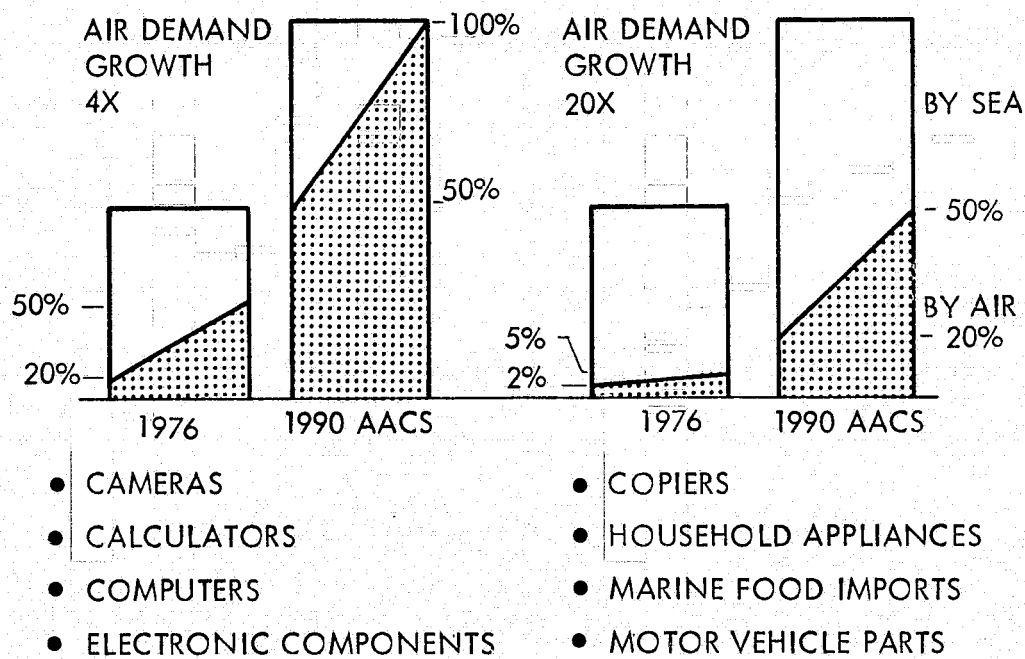 AIR DEMAND
GROWTH
4X
100%
50%
50%
20%
1976
1990 AACS
• CAMERAS
• CALCULATORS
• COMPUTERS
• ELECTRONIC COMPONENTS
AIR DEMAND
GROWTH
20X
BY SEA
50%
BY AIR
20%
5%
2%
1976
1990 AACS
• COPIERS
• HOUSEHOLD APPLIANCES
• MARINE FOOD IMPORTS
• MOTOR VEHICLE PARTS